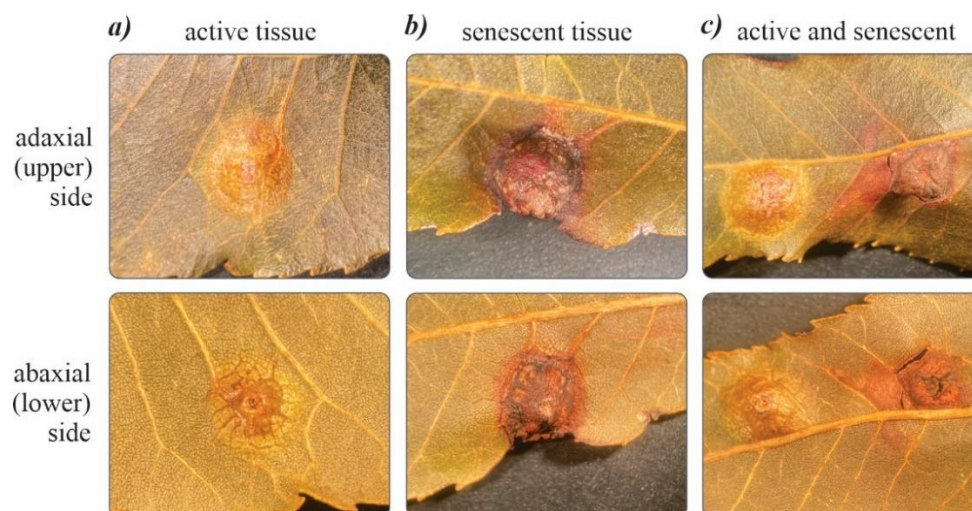 a) active tissue
b) senescent tissue
c) active and senescent
adaxial
(upper)
side
abaxial
(lower)
side